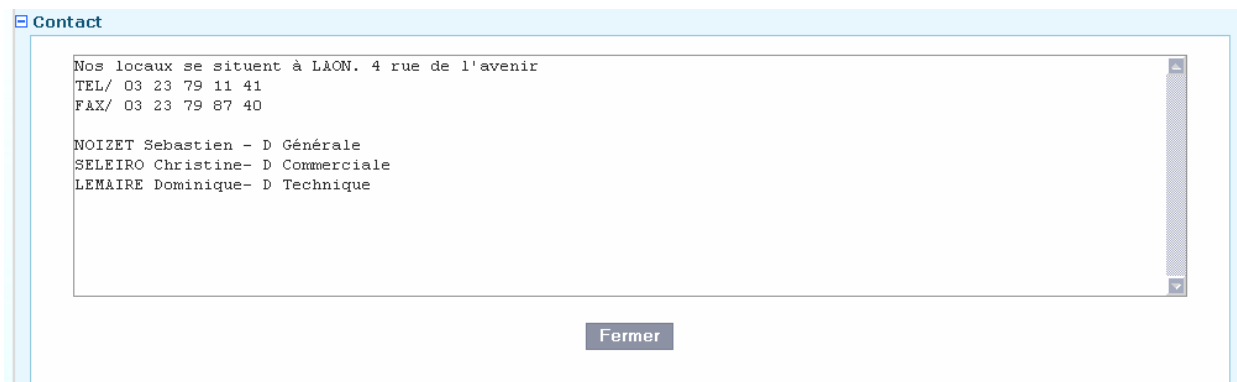 Contact
Nos locaux se situent à LAON. 4 rue de l'avenir
TEL/ 03 23 79 11 41
FAX/ 03 23 79 87 40
NOIZET Sebastien - D Générale
SELEIRO Christine- D Commerciale
LEMAIRE Dominique- D Technique
Fermer